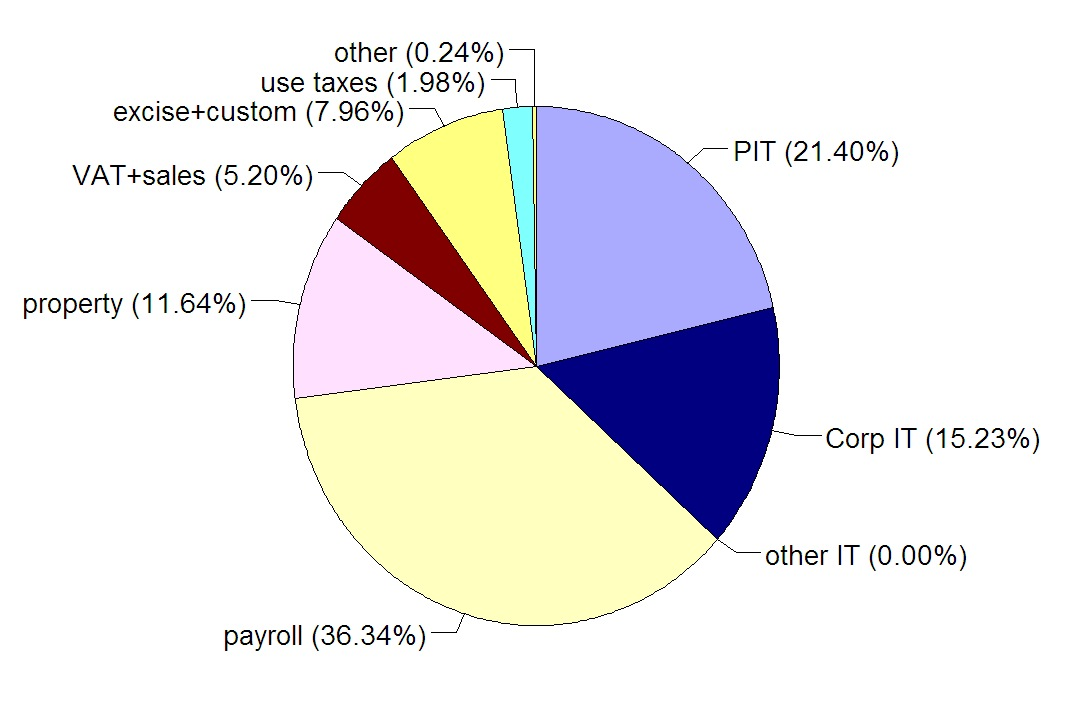 other (0.24%)
use taxes (1.98%)
excise+custom (7.96%)
PIT (21.40%)
VAT+sales (5.20%)
property (11.64%)
Corp IT (15.23%)
other IT (0.00%)
payroll (36.34%)